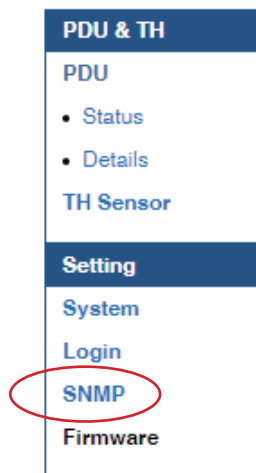 PDU & TH
PDU
• Status
• Details
TH Sensor
Setting
System
Login
SNMP
Firmware